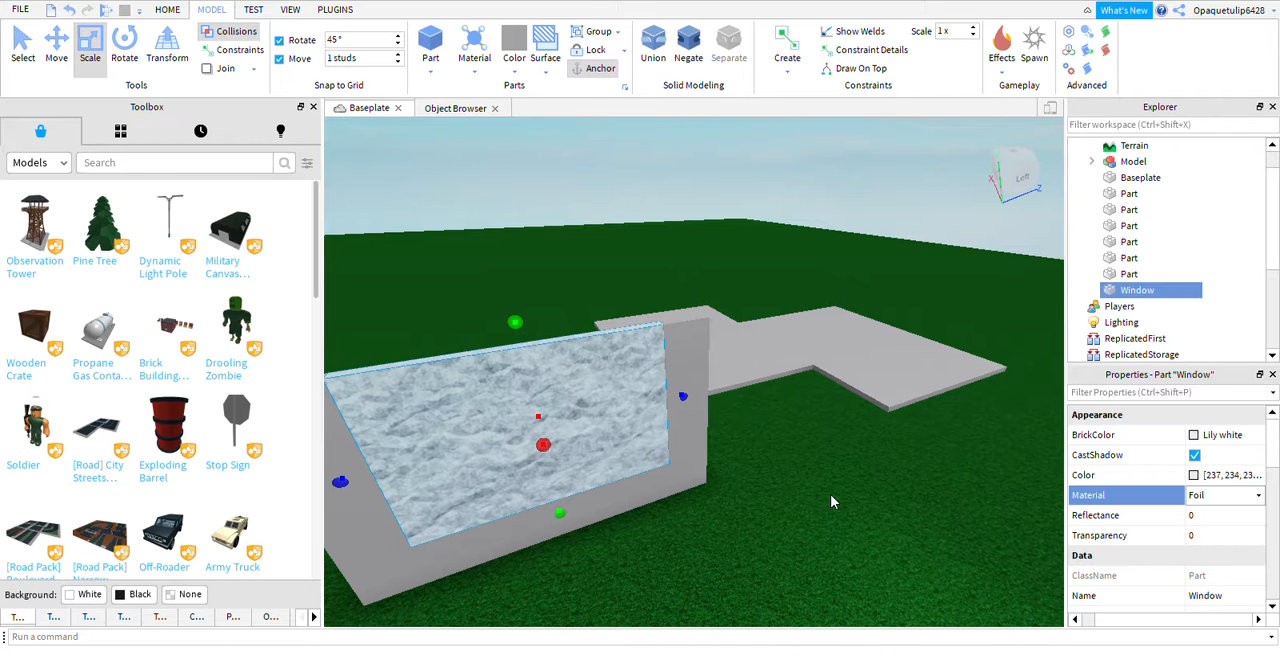 FILE HOME MODEL TEST VIEW PLUGINS What's New Opaquetulip6428
Select Move Scale Rotate Transform
Collisions
Constraints
Join
Tools
Rotate 45°
Move 1 studs
Snap to Grid
Part Material Color Surface
Group
Lock
Anchor
Parts
Union Negate Separate
Solid Modeling
Create
Show Welds Scale 1 x
Constraint Details
Draw On Top
Constraints
Effects Spawn
Gameplay
Advanced
Toolbox
Models Search
Observation Tower
Pine Tree
Dynamic Light Pole
Military Canvas...
Wooden Crate
Propane Gas Conta...
Brick Building,...
Drooling Zombie
Soldier
[Road] City Streets...
Exploding Barrel
Stop Sign
[Road Pack]
[Road Pack]
Off-Roader
Army Truck
Background: White Black None
T... T... T... T... T... C... P... O...
Run a command
Baseplate Object Browser
Left
X
Z
Explorer
Filter workspace (Ctrl+Shift+X)
Terrain
Model
Baseplate
Part
Part
Part
Part
Part
Part
Window
Players
Lighting
ReplicatedFirst
ReplicatedStorage
Properties - Part "Window"
Filter Properties (Ctrl+Shift+P)
Appearance
BrickColor Lily white
CastShadow
Color [237, 234, 23...
Material Foil
Reflectance 0
Transparency 0
Data
ClassName Part
Name Window